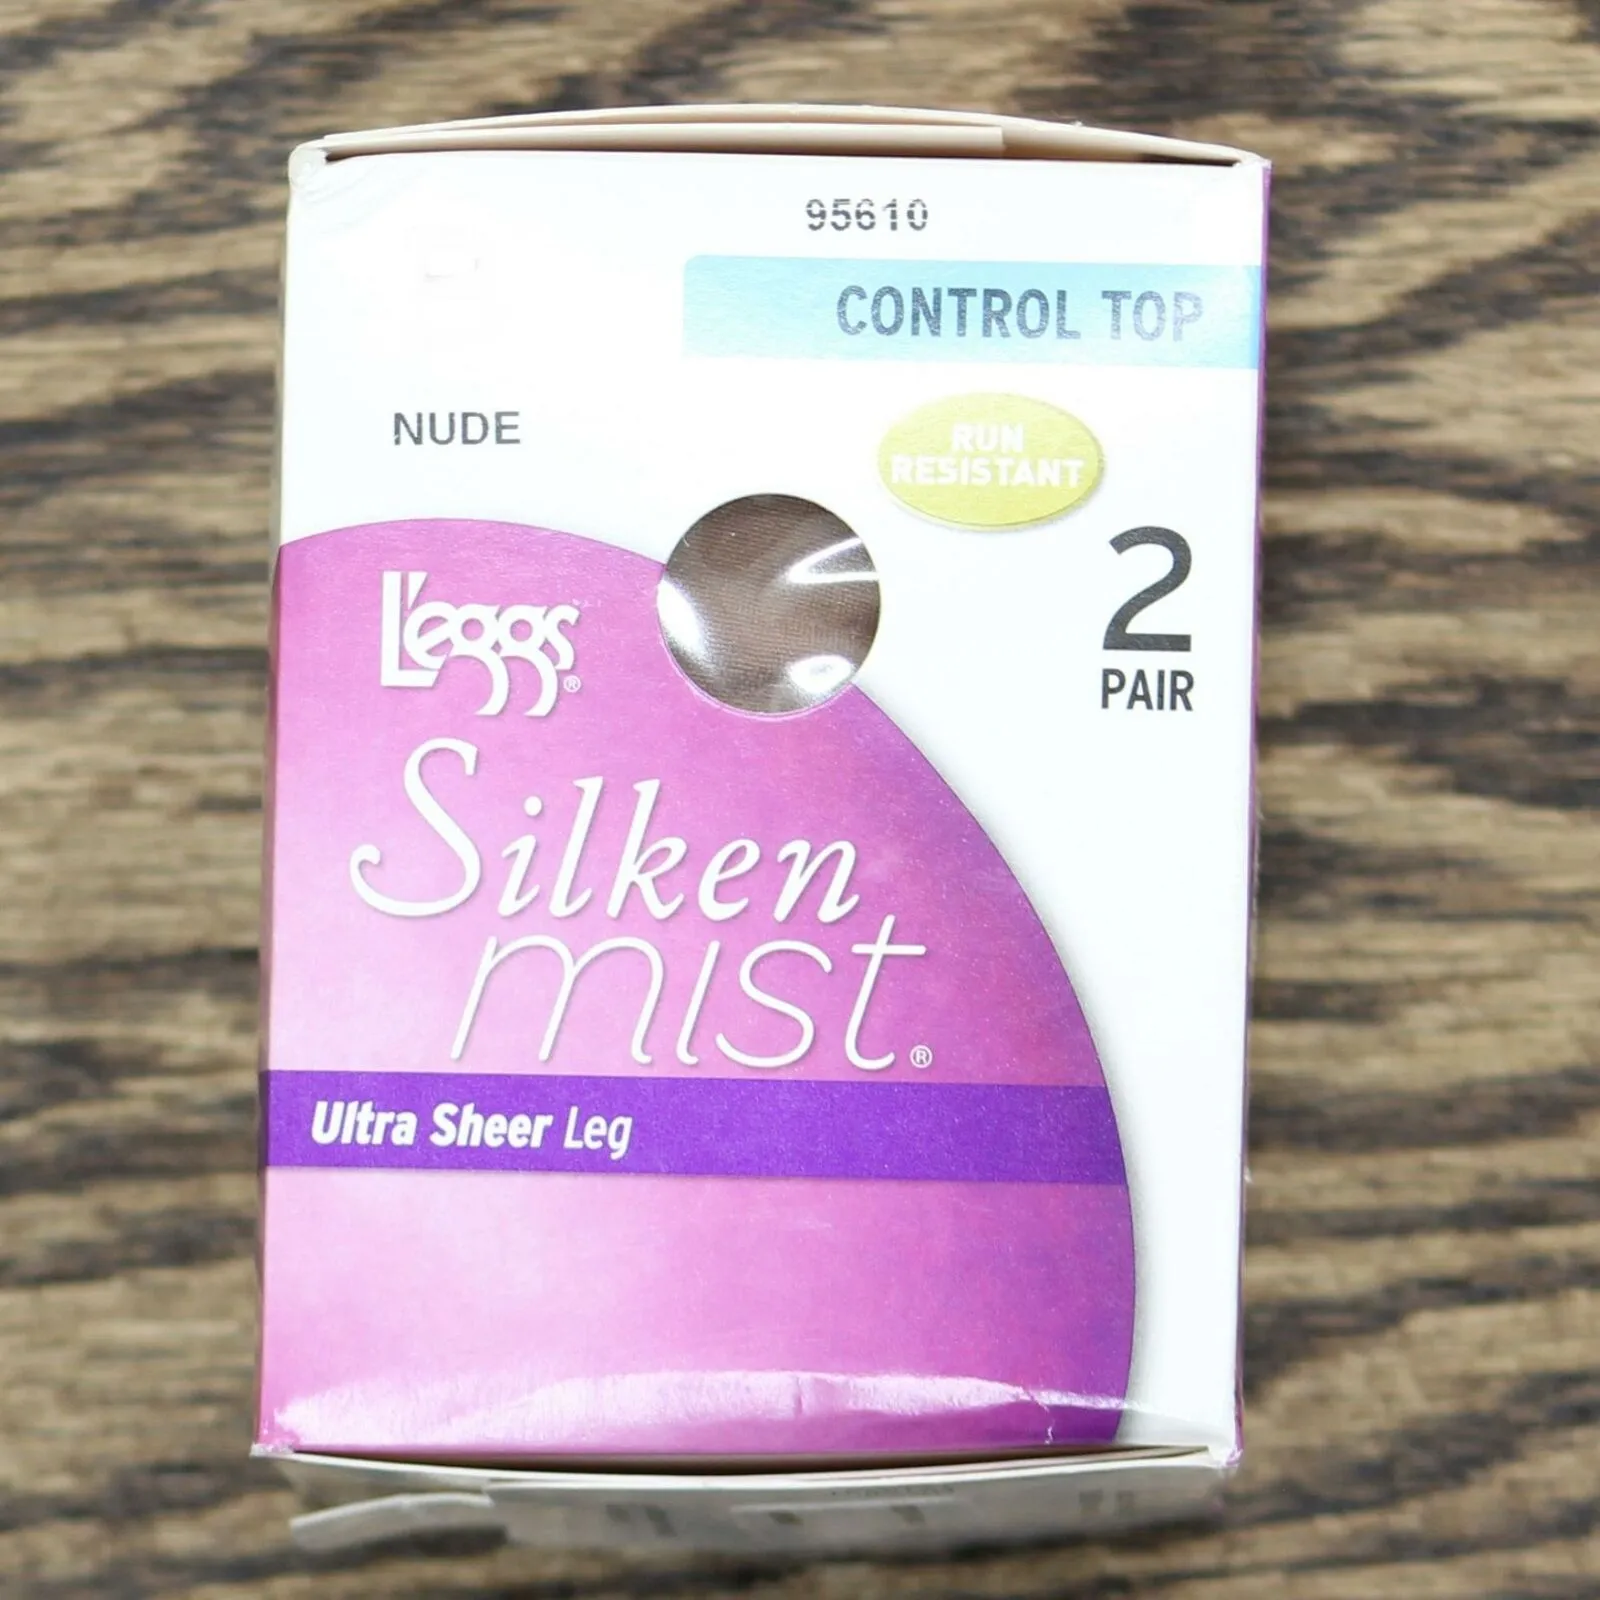 95610
CONTROL TOP
NUDE
RUN
RESISTANT
2
PAIR
L'eggs®
Silken
mist®
Ultra Sheer Leg